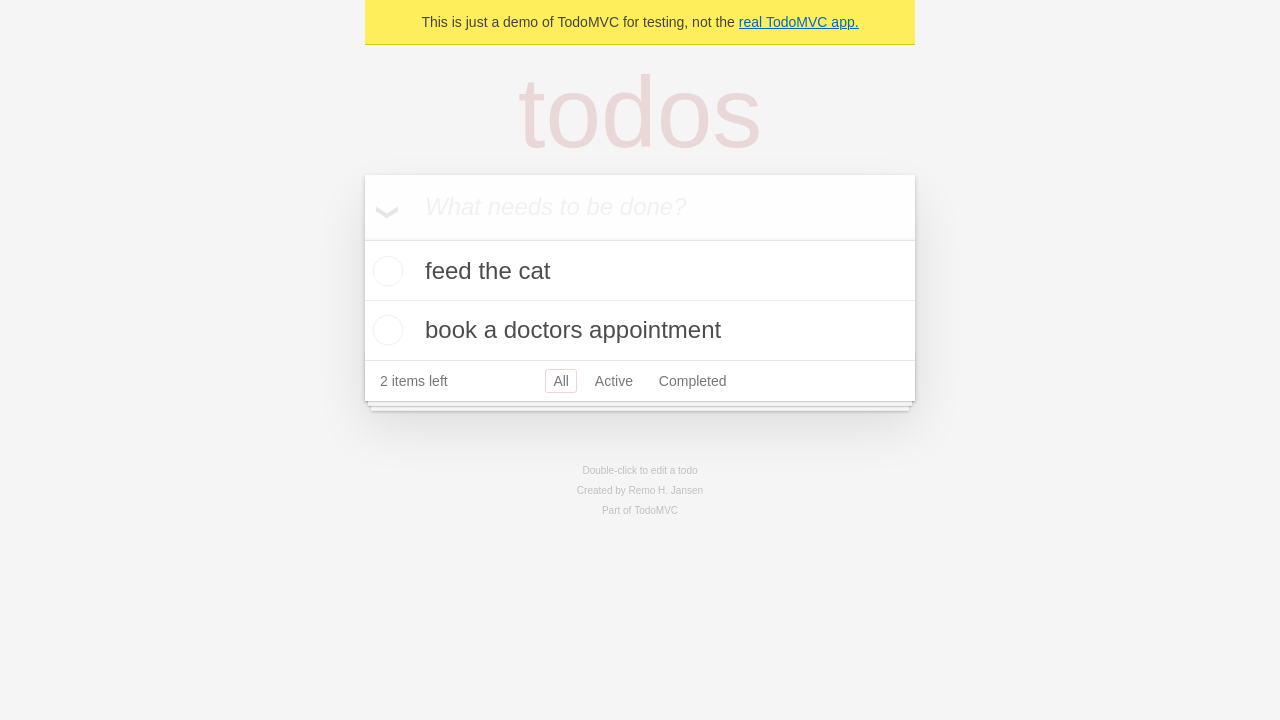 This is just a demo of TodoMVC for testing, not the real TodoMVC app.
todos
What needs to be done?
feed the cat
book a doctors appointment
2 items left All Active Completed
Double-click to edit a todo
Created by Remo H. Jansen
Part of TodoMVC